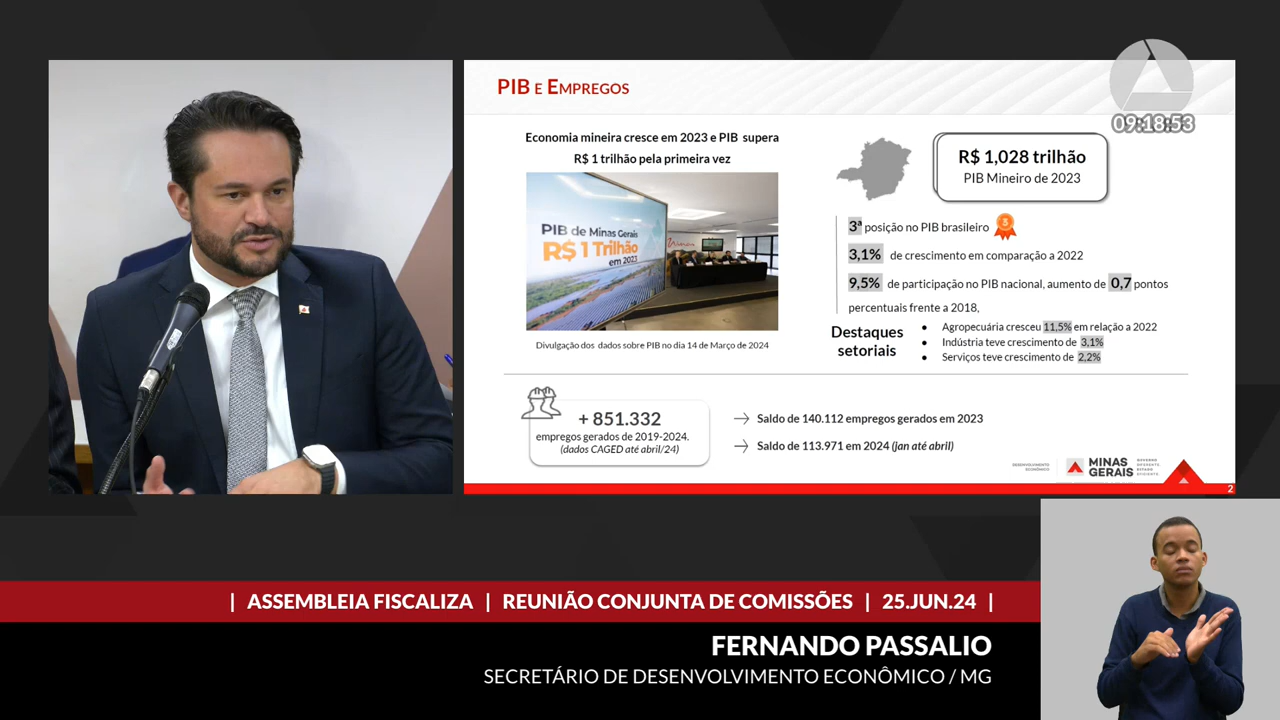 09:18:53
PIB E EMPREGOS
Economia mineira cresce em 2023 e PIB supera
R$ 1 trilhão pela primeira vez
PIB de Minas Gerais
R$ 1 Trilhão
em 2023
Divulgação dos dados sobre PIB no dia 14 de Março de 2024
R$ 1,028 trilhão
PIB Mineiro de 2023
3ª posição no PIB brasileiro 3
3,1% de crescimento em comparação a 2022
9,5% de participação no PIB nacional, aumento de 0,7 pontos
percentuais frente a 2018,
Destaques
setoriais
• Agropecuária cresceu 11,5% em relação a 2022
• Indústria teve crescimento de 3,1%
• Serviços teve crescimento de 2,2%
+ 851.332
empregos gerados de 2019-2024.
(dados CAGED até abril/24)
Saldo de 140.112 empregos gerados em 2023
Saldo de 113.971 em 2024 (jan até abril)
DESENVOLVIMENTO
ECONÔMICO
MINAS
GERAIS
GOVERNO
DIFERENTE
ESTADO
EFICIENTE
2
| ASSEMBLEIA FISCALIZA | REUNIÃO CONJUNTA DE COMISSÕES | 25.JUN.24 |
FERNANDO PASSALIO
SECRETÁRIO DE DESENVOLVIMENTO ECONÔMICO / MG